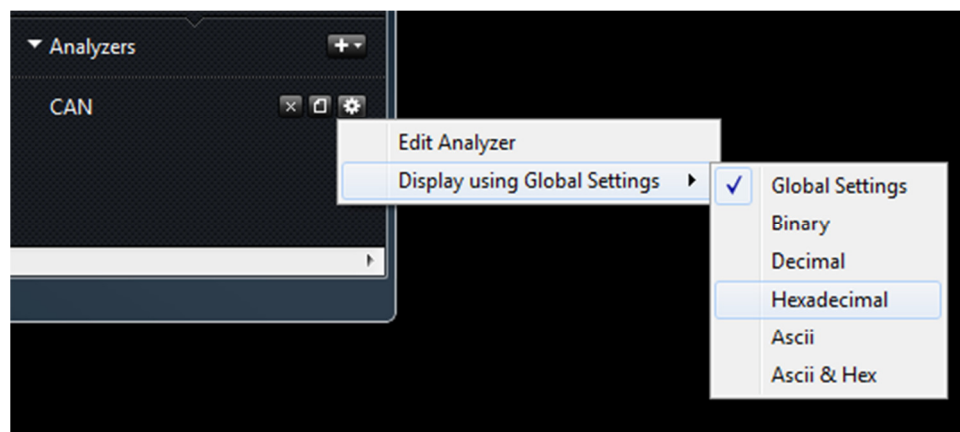 Analyzers
CAN
Edit Analyzer
Display using Global Settings
Global Settings
Binary
Decimal
Hexadecimal
Ascii
Ascii & Hex